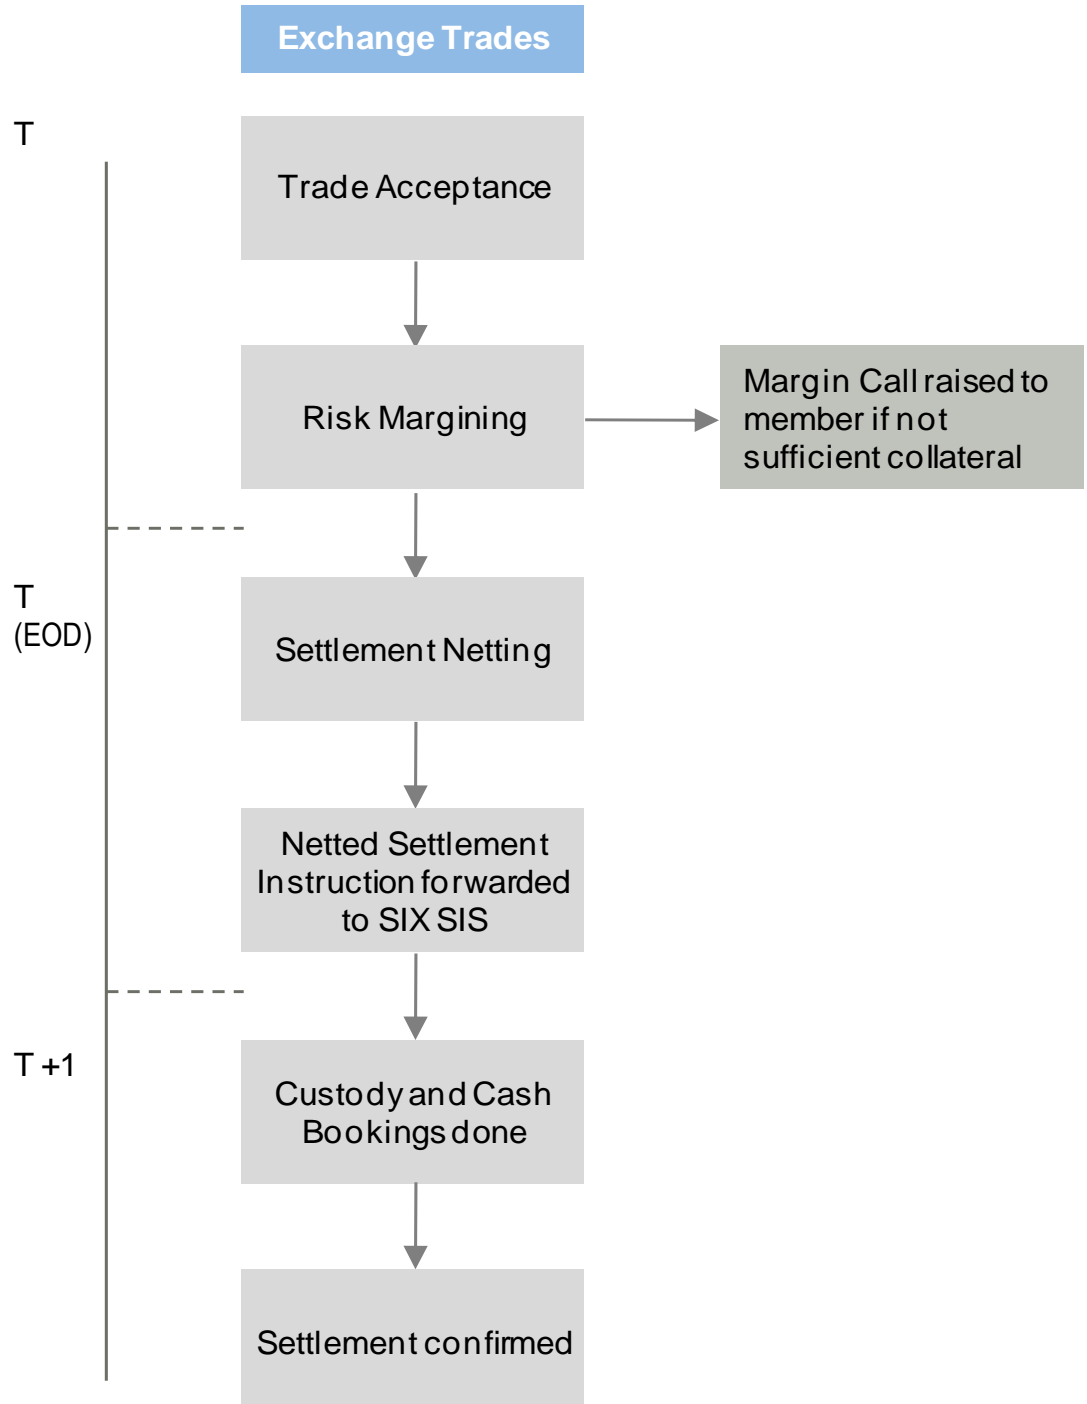 Exchange Trades
T
Trade Acceptance
Risk Margining
Margin Call raised to
member if not
sufficient collateral
T
(EOD)
Settlement Netting
Netted Settlement
Instruction forwarded
to SIX SIS
T +1
Custody and Cash
Bookings done
Settlement confirmed